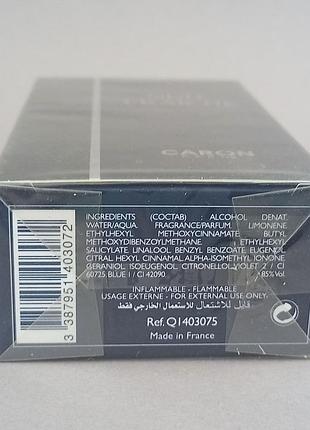 CARON
INGREDIENTS (COCTAB) : ALCOHOL DENAT.
WATER/AQUA. FRAGRANCE/PARFUM. LIMONENE.
ETHYLHEXYL METHOXYCINNAMATE. BUTYL
METHOXYDIBENZOYLMETHANE. ETHYLHEXYL
SALICYLATE. LINALOOL. BENZYL BENZOATE. EUGENOL.
CITRAL. HEXYL CINNAMAL. ALPHA-ISOMETHYL IONONE.
GERANIOL. ISOEUGENOL. CITRONELLOL. VIOLET 2 / CI
60725. BLUE 1 / CI 42090. 85% Vol.
INFLAMMABLE - FLAMMABLE
USAGE EXTERNE - FOR EXTERNAL USE ONLY.
قابل للاشتعال للاستعمال الخارجي فقط
Ref. Q1403075
Made in France
3 387951 403072